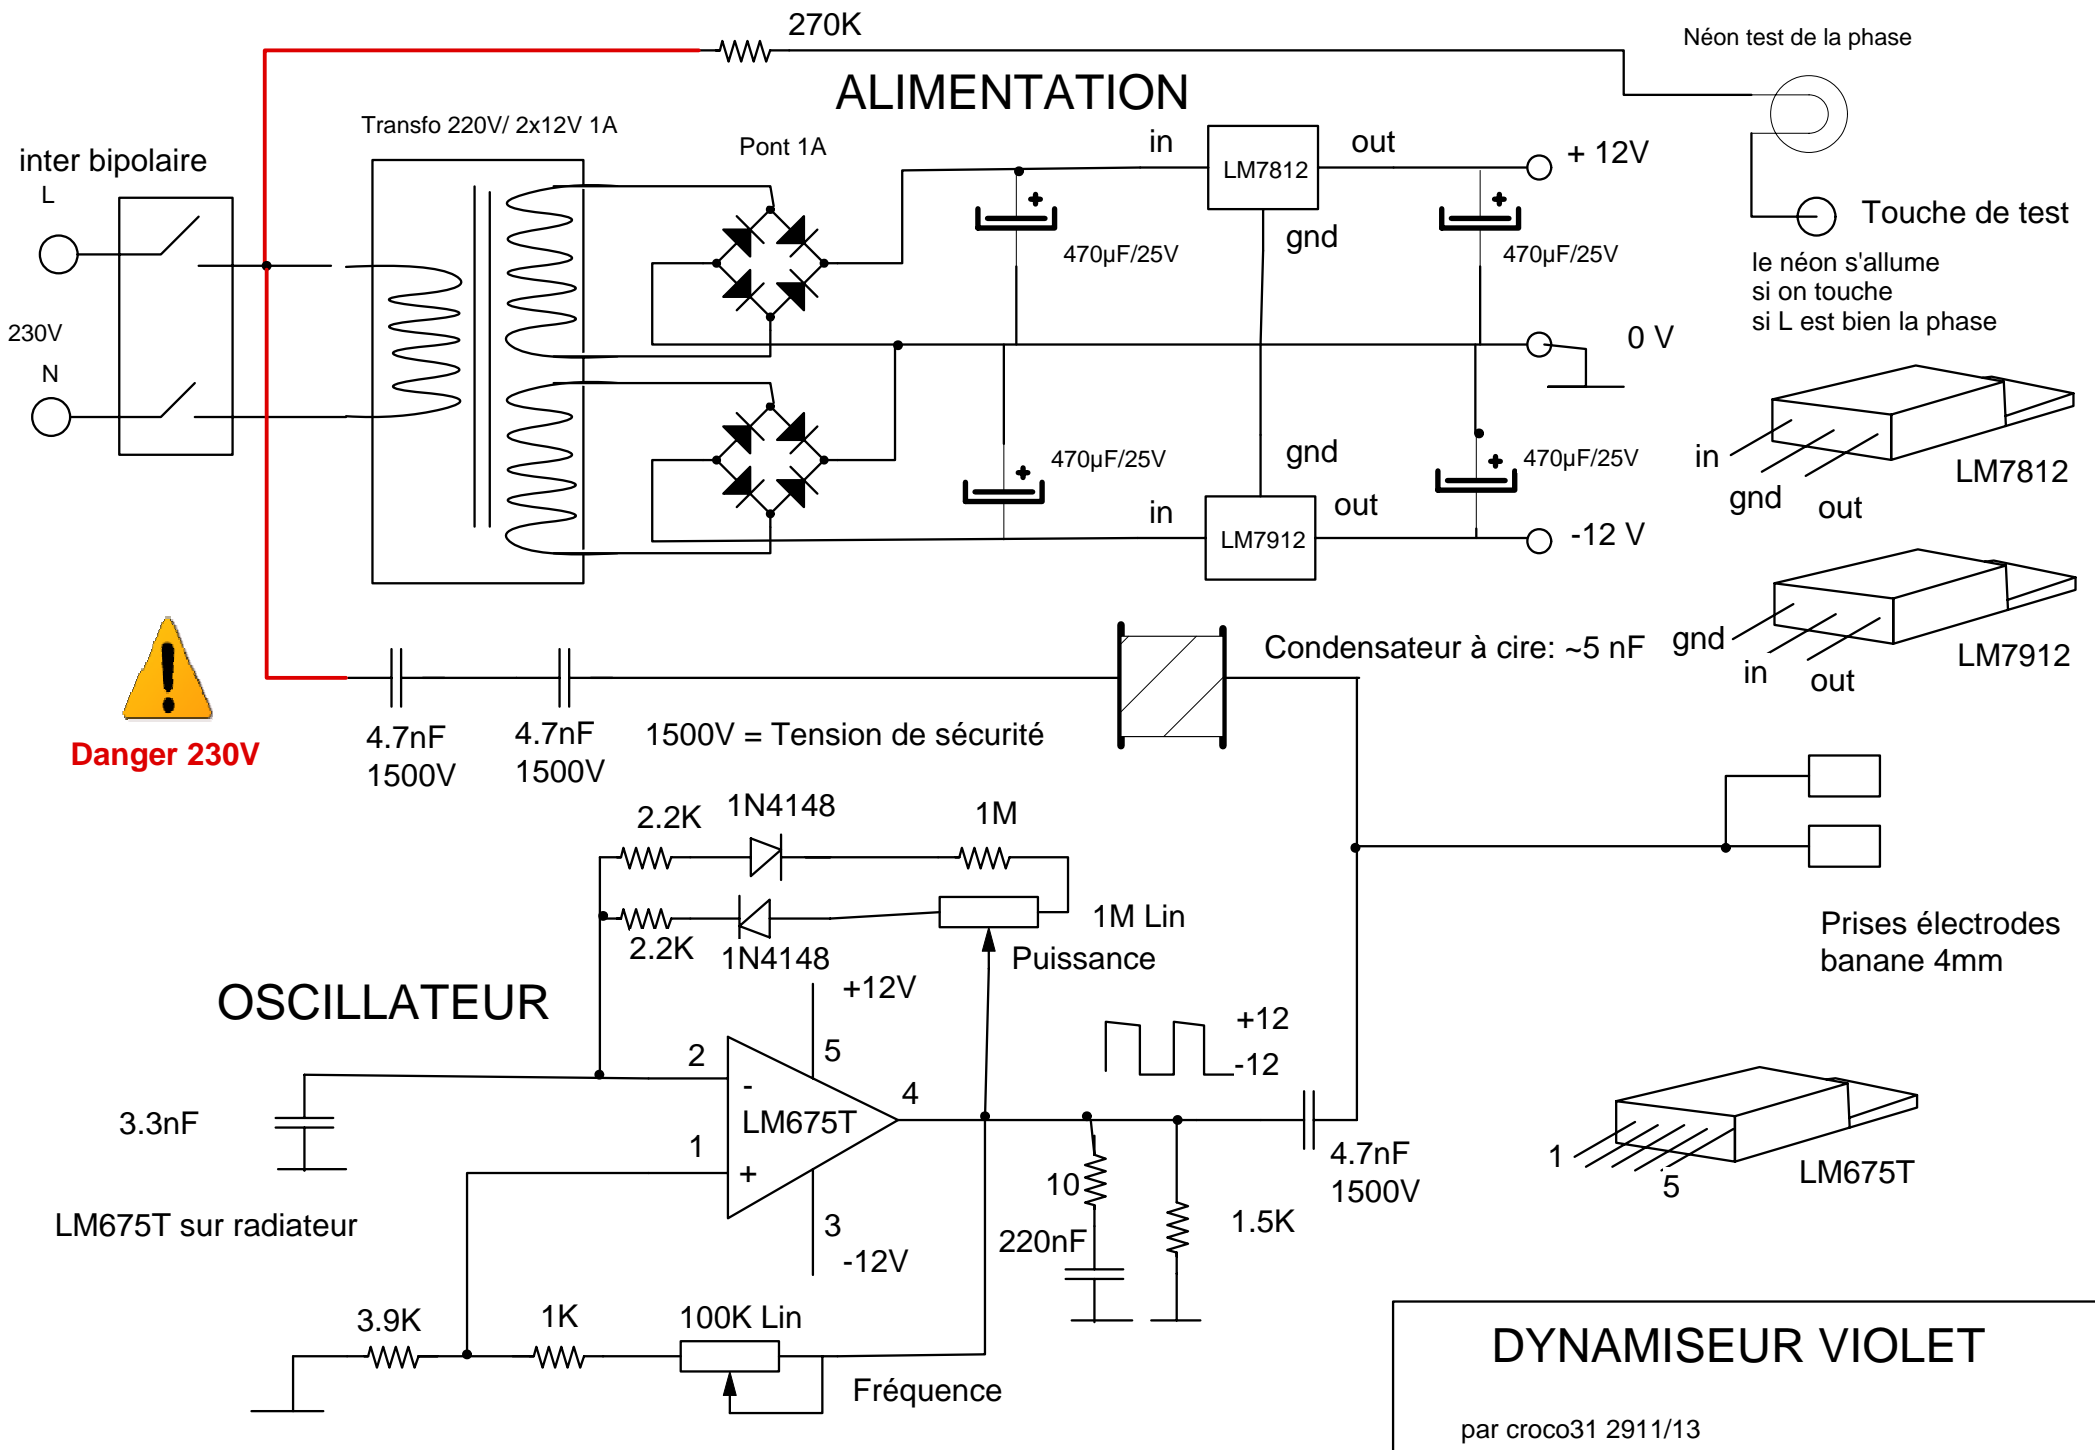 270K
Néon test de la phase
ALIMENTATION
Transfo 220V/ 2x12V 1A
Pont 1A
in
LM7812
out
+ 12V
inter bipolaire
L
230V
N
470µF/25V
gnd
470µF/25V
Touche de test
le néon s'allume
si on touche
si L est bien la phase
0 V
470µF/25V
gnd
470µF/25V
in
LM7912
out
-12 V
in
gnd
out
LM7812
gnd
in
out
LM7912
Danger 230V
4.7nF
1500V
4.7nF
1500V
1500V = Tension de sécurité
Condensateur à cire: ~5 nF
2.2K
1N4148
1M
2.2K
1N4148
1M Lin
Puissance
Prises électrodes
banane 4mm
OSCILLATEUR
+12V
5
2
-
LM675T
4
1
+
3
-12V
+12
-12
3.3nF
LM675T sur radiateur
10
220nF
1.5K
4.7nF
1500V
1
5
LM675T
3.9K
1K
100K Lin
Fréquence
DYNAMISEUR VIOLET
par croco31 2911/13